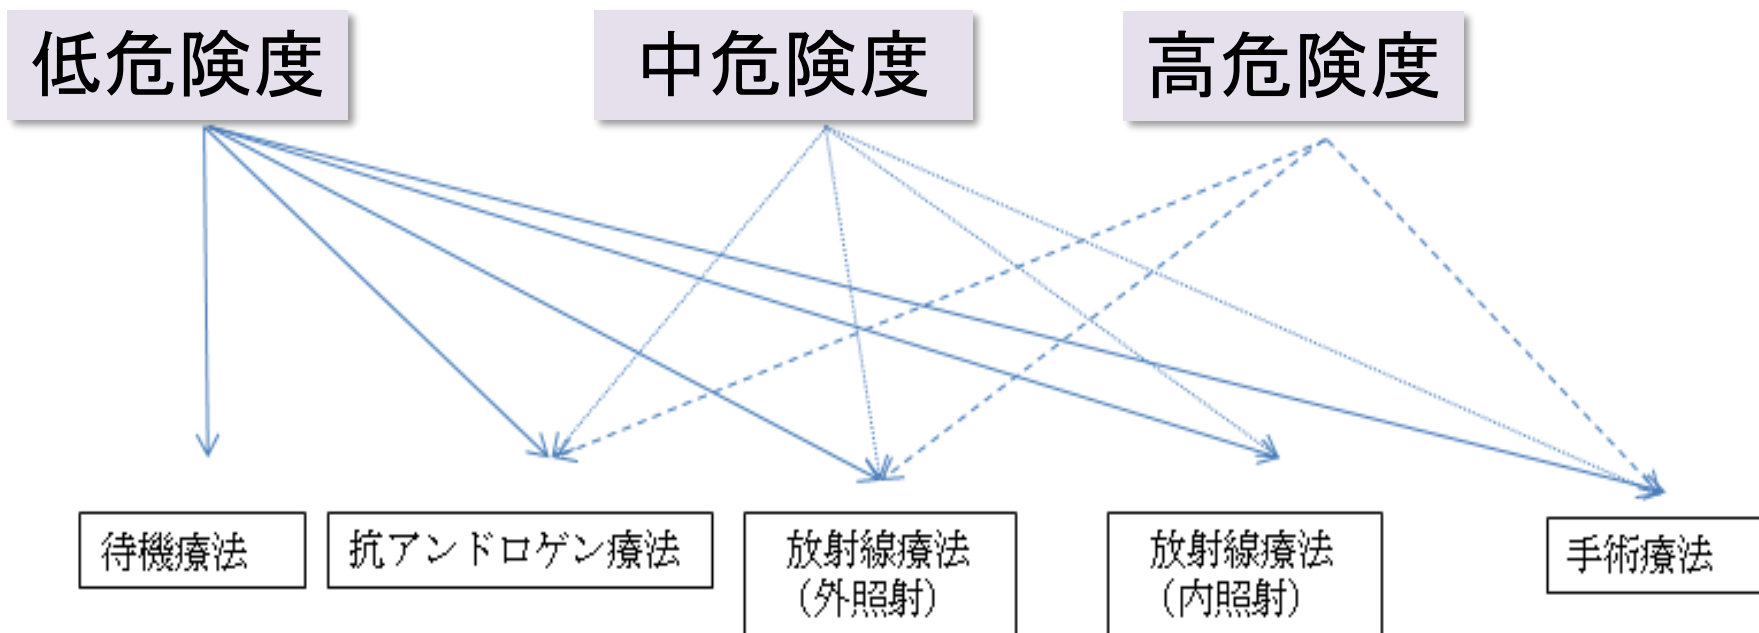 低危険度
中危険度
高危険度
待機療法
抗アンドロゲン療法
放射線療法
（外照射）
放射線療法
（内照射）
手術療法